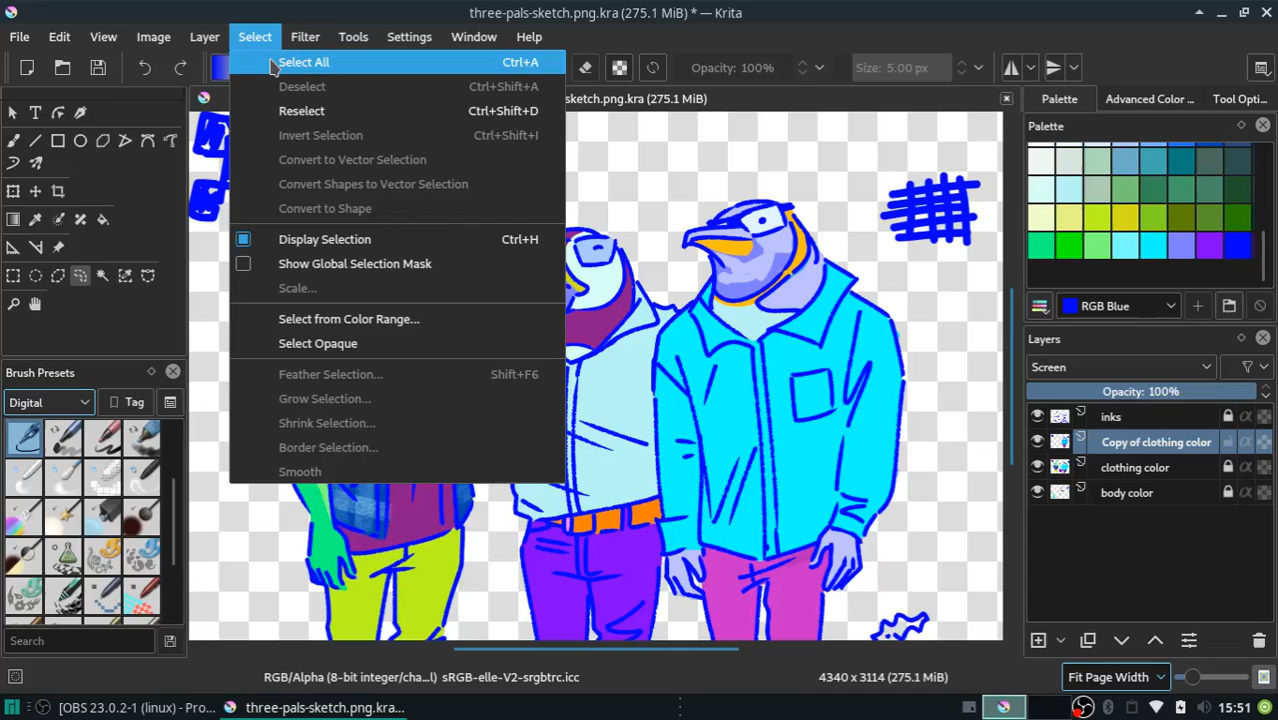 three-pals-sketch.png.kra (275.1 MiB) * — Krita
File Edit View Image Layer Select Filter Tools Settings Window Help
Opacity: 100% Size: 5.00 px
sketch.png.kra (275.1 MiB)
Select All Ctrl+A
Deselect Ctrl+Shift+A
Reselect Ctrl+Shift+D
Invert Selection Ctrl+Shift+I
Convert to Vector Selection
Convert Shapes to Vector Selection
Convert to Shape
Display Selection Ctrl+H
Show Global Selection Mask
Scale...
Select from Color Range...
Select Opaque
Feather Selection... Shift+F6
Grow Selection...
Shrink Selection...
Border Selection...
Smooth
Palette Advanced Color ... Tool Opti...
Palette
RGB Blue
Layers
Screen
Opacity: 100%
inks
Copy of clothing color
clothing color
body color
Brush Presets
Digital Tag
Search
RGB/Alpha (8-bit integer/cha...l) sRGB-elle-V2-srgbtrc.icc
4340 x 3114 (275.1 MiB)
Fit Page Width
[OBS 23.0.2-1 (linux) - Pro... three-pals-sketch.png.kra... 15:51